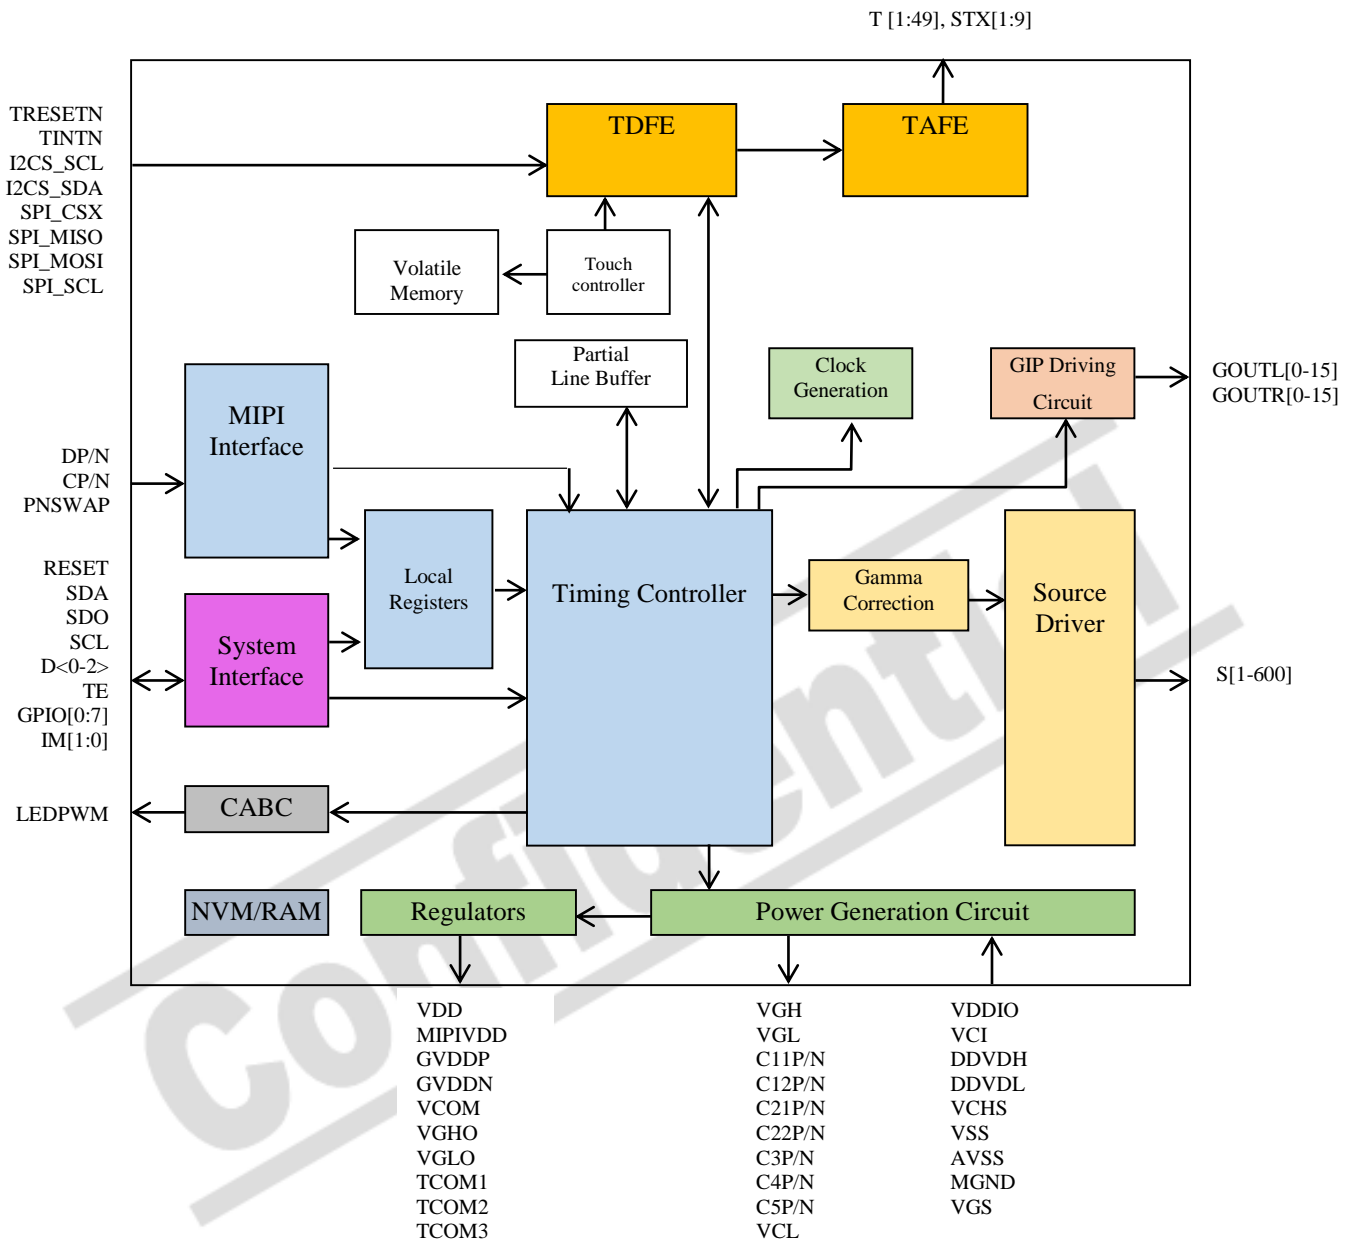 T [1:49], STX[1:9]
TRESETN
TINTN
I2CS_SCL
I2CS_SDA
SPI_CSX
SPI_MISO
SPI_MOSI
SPI_SCL
TDFE
TAFE
Volatile
Memory
Touch
controller
Partial
Line Buffer
Clock
Generation
GIP Driving
Circuit
GOUTL[0-15]
GOUTR[0-15]
MIPI
Interface
DP/N
CP/N
PNSWAP
RESET
SDA
SDO
SCL
D<0-2>
TE
GPIO[0:7]
IM[1:0]
Local
Registers
System
Interface
Timing Controller
Gamma
Correction
Source
Driver
S[1-600]
LEDPWM
CABC
NVM/RAM
Regulators
Power Generation Circuit
VDD
MIPIVDD
GVDDP
GVDDN
VCOM
VGHO
VGLO
TCOM1
TCOM2
TCOM3
VGH
VGL
C11P/N
C12P/N
C21P/N
C22P/N
C3P/N
C4P/N
C5P/N
VCL
VDDIO
VCI
DDVDH
DDVDL
VCHS
VSS
AVSS
MGND
VGS
Confidential